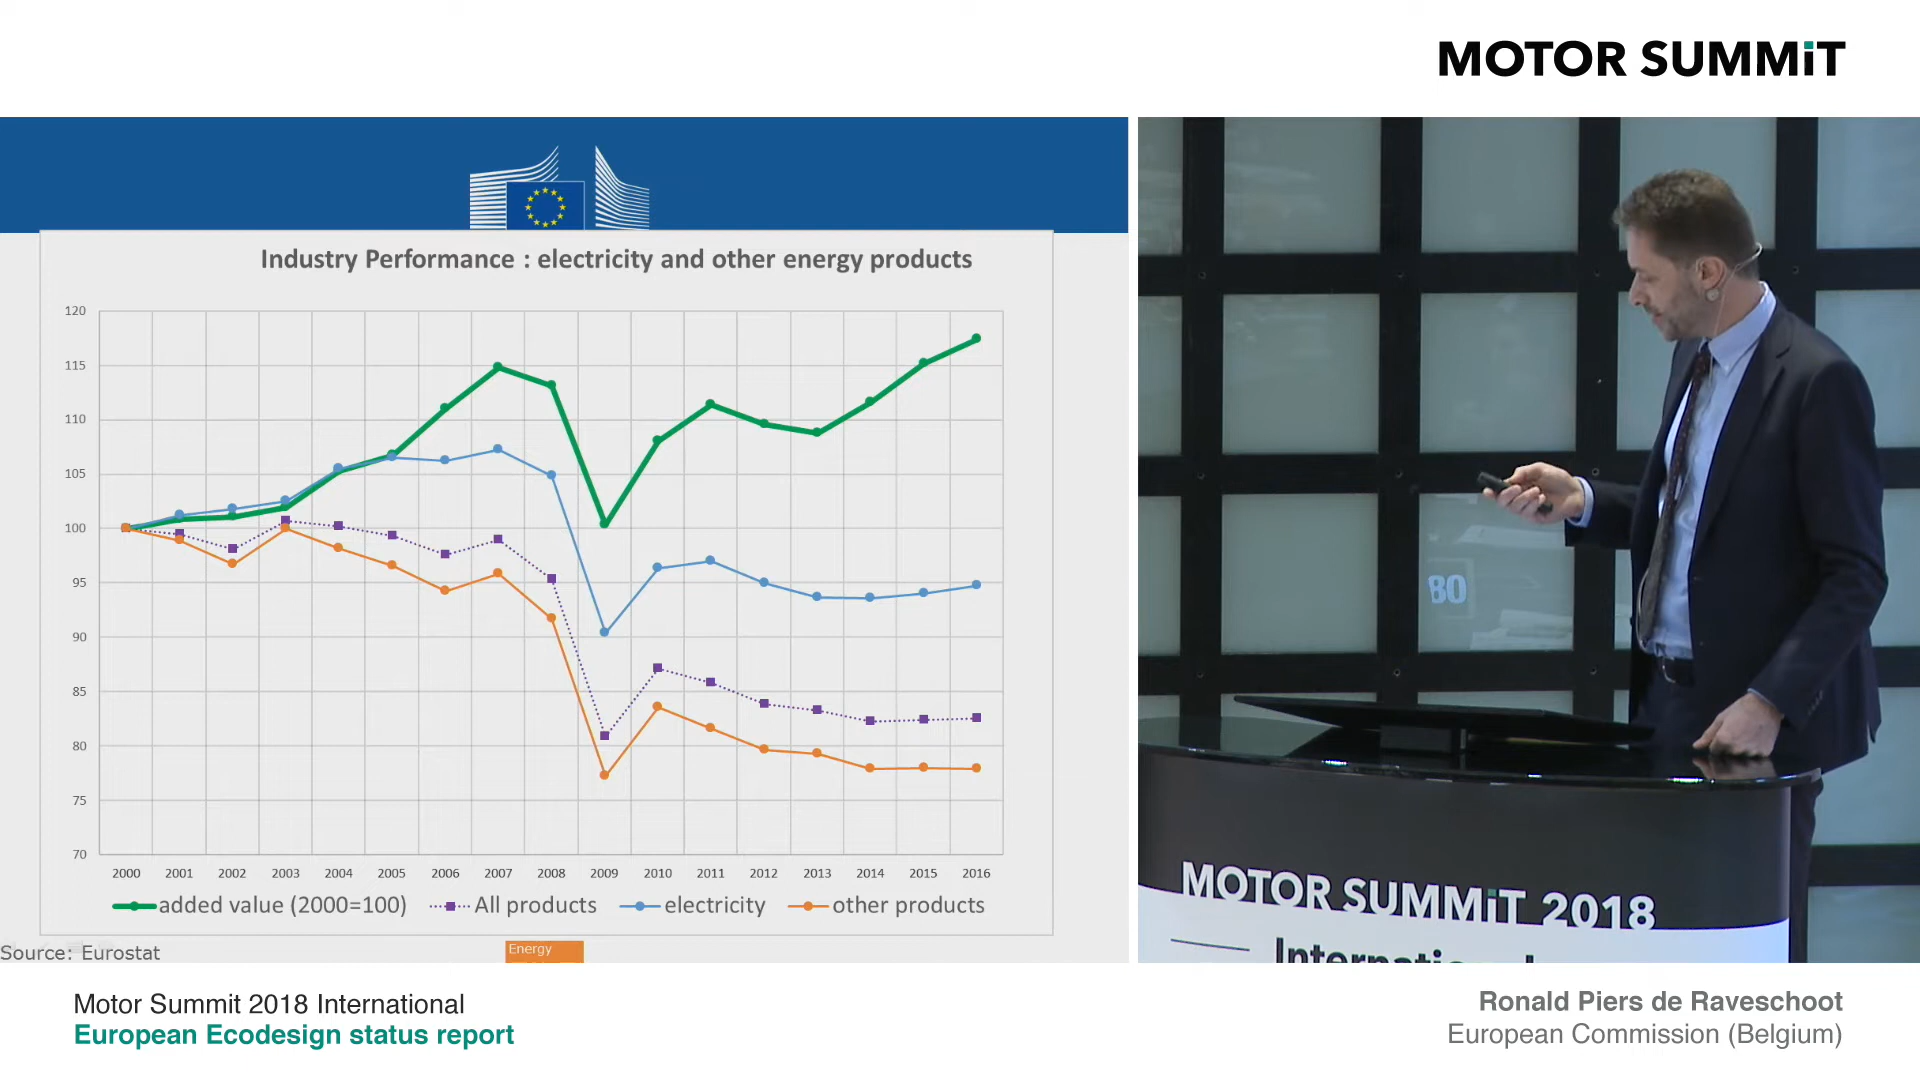 MOTOR SUMMiT
Industry Performance : electricity and other energy products
120
115
110
105
100
95
90
85
80
75
70
2000 2001 2002 2003 2004 2005 2006 2007 2008 2009 2010 2011 2012 2013 2014 2015 2016
added value (2000=100) All products electricity other products
Source: Eurostat
Energy
80
MOTOR SUMMiT 2018
International
Motor Summit 2018 International
European Ecodesign status report
Ronald Piers de Raveschoot
European Commission (Belgium)